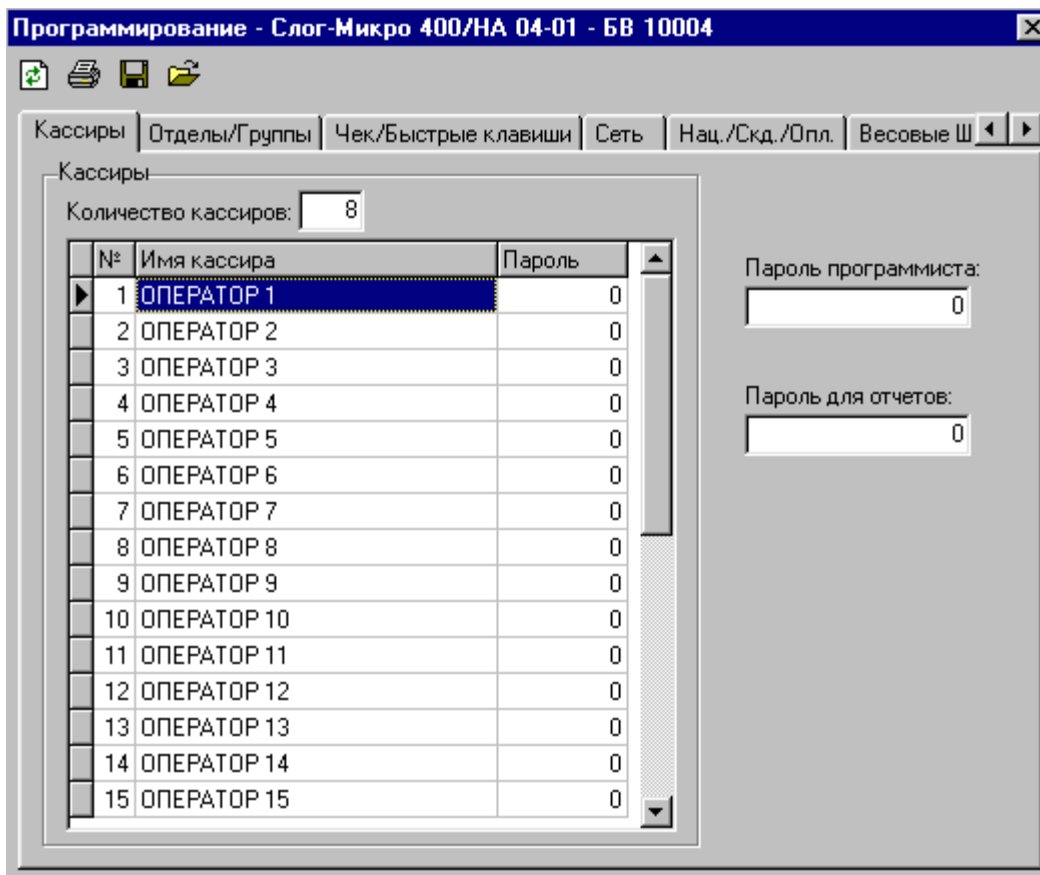 Программирование - Слог-Микро 400/НА 04-01 - БВ 10004
Кассиры Отделы/Группы Чек/Быстрые клавиши Сеть Нац./Скд./Опл. Весовые Ш
Кассиры
Количество кассиров: 8
№ Имя кассира Пароль
1 ОПЕРАТОР 1 0
2 ОПЕРАТОР 2 0
3 ОПЕРАТОР 3 0
4 ОПЕРАТОР 4 0
5 ОПЕРАТОР 5 0
6 ОПЕРАТОР 6 0
7 ОПЕРАТОР 7 0
8 ОПЕРАТОР 8 0
9 ОПЕРАТОР 9 0
10 ОПЕРАТОР 10 0
11 ОПЕРАТОР 11 0
12 ОПЕРАТОР 12 0
13 ОПЕРАТОР 13 0
14 ОПЕРАТОР 14 0
15 ОПЕРАТОР 15 0
Пароль программиста:
0
Пароль для отчетов:
0